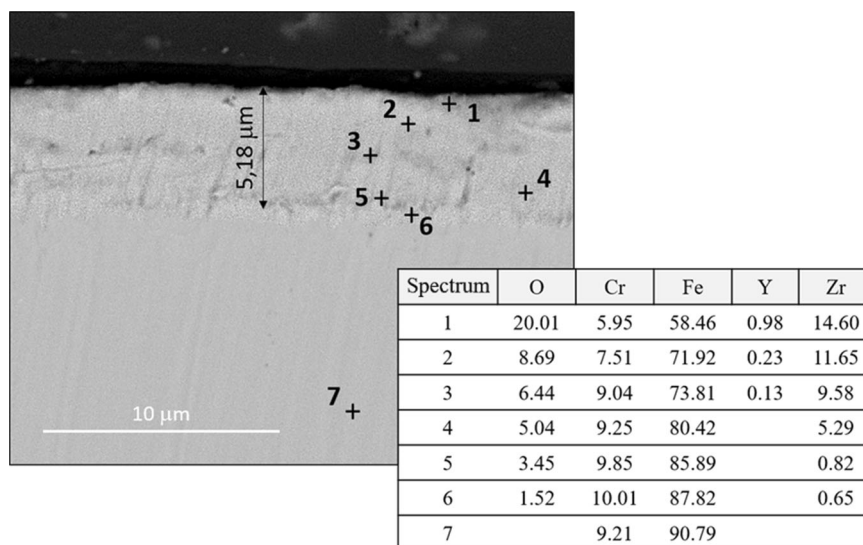 2
1
3
5,18 µm
4
5
6
7
10 µm
Spectrum O Cr Fe Y Zr
1 20.01 5.95 58.46 0.98 14.60
2 8.69 7.51 71.92 0.23 11.65
3 6.44 9.04 73.81 0.13 9.58
4 5.04 9.25 80.42 5.29
5 3.45 9.85 85.89 0.82
6 1.52 10.01 87.82 0.65
7 9.21 90.79